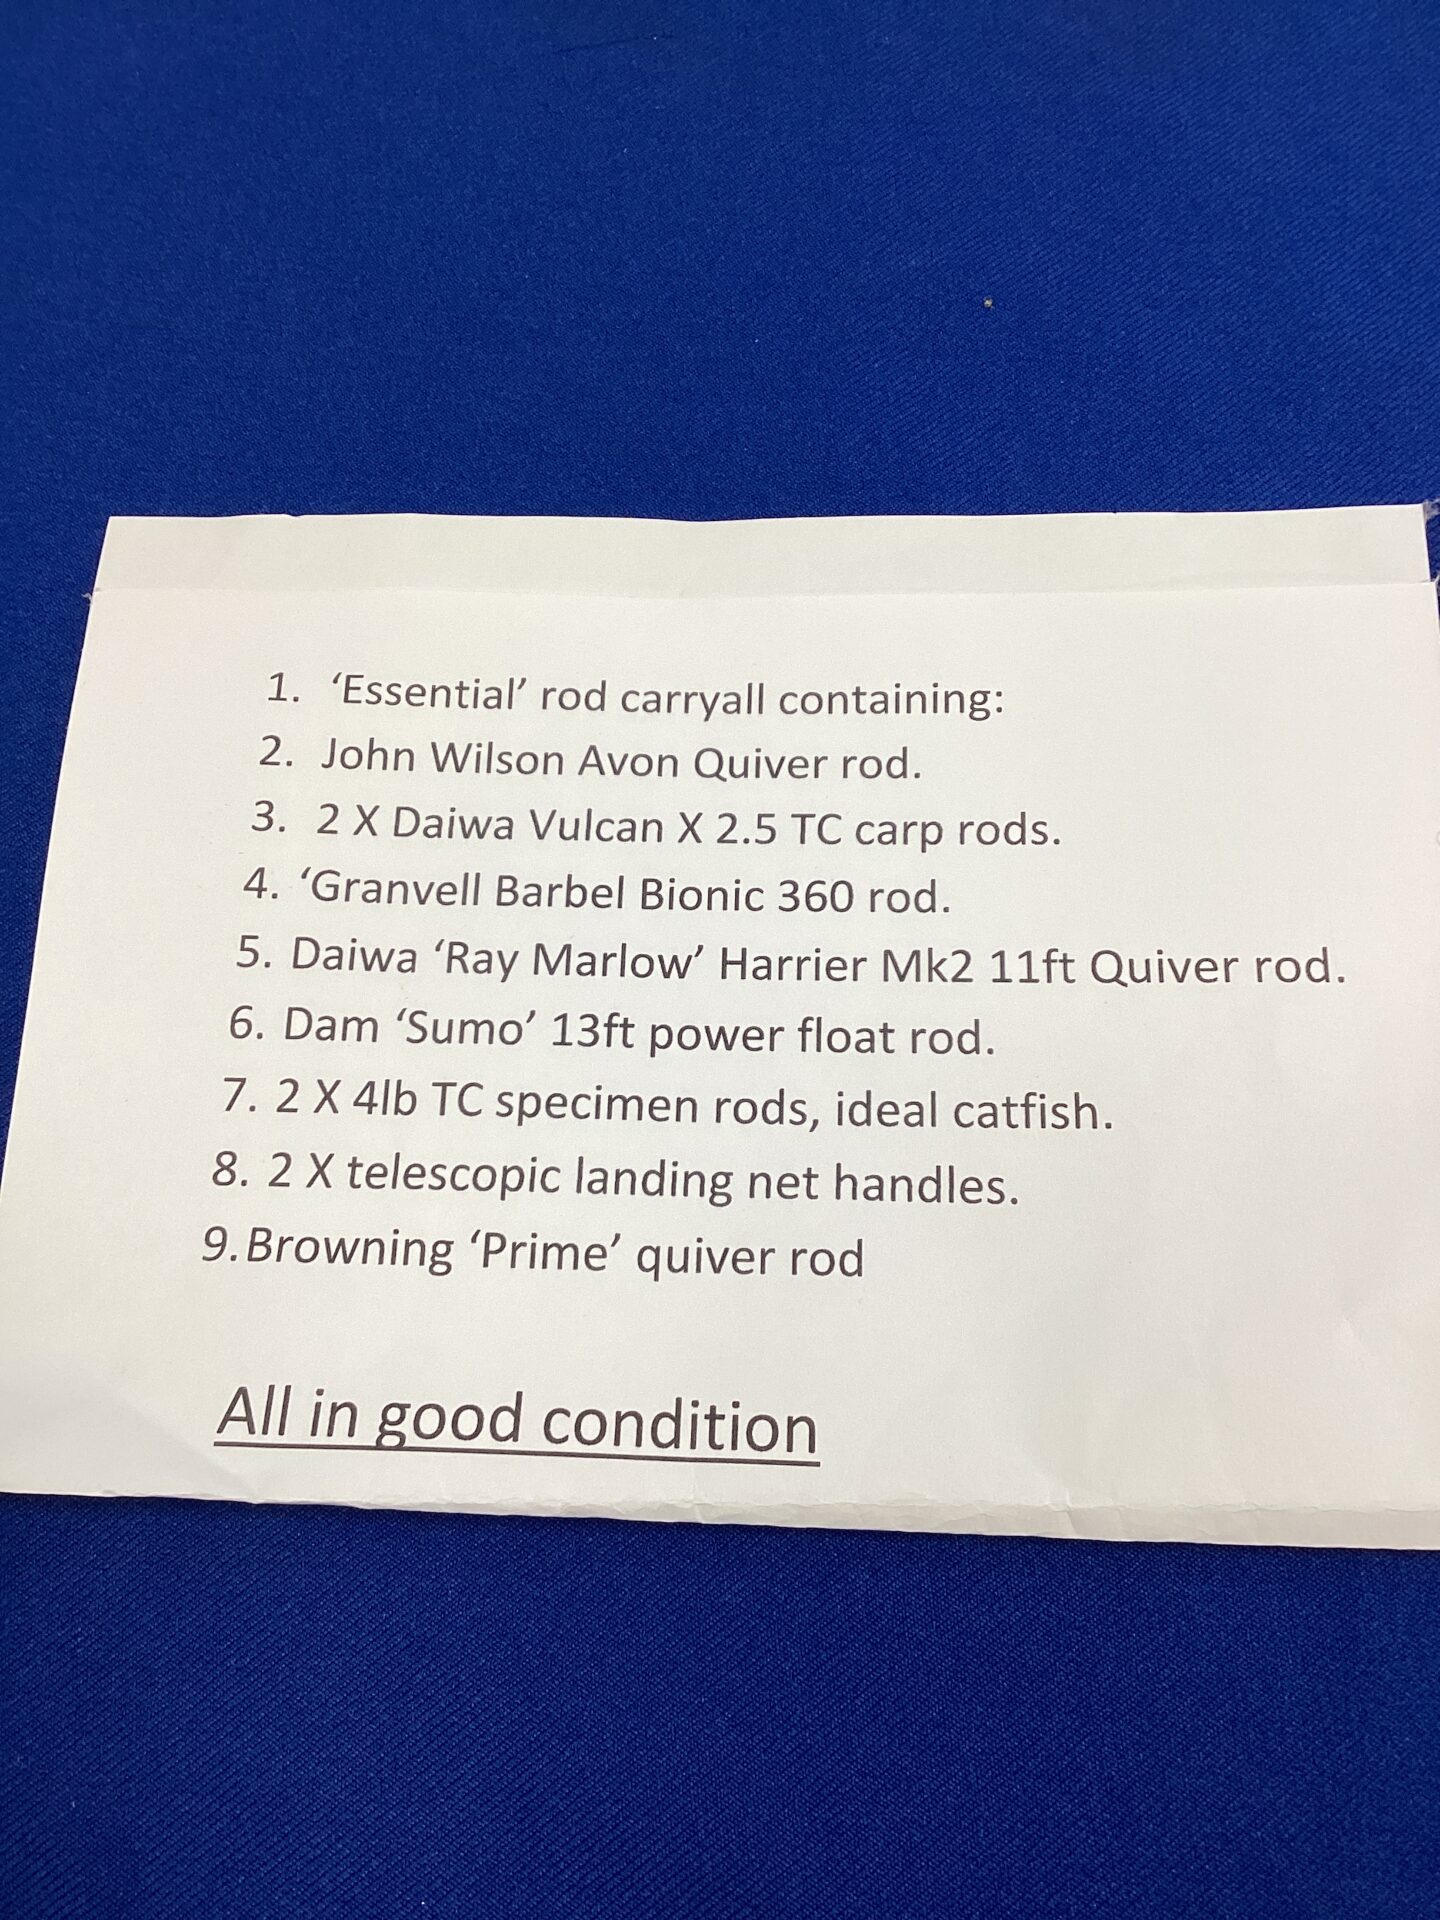 1. ‘Essential’ rod carryall containing:
2. John Wilson Avon Quiver rod.
3. 2 X Daiwa Vulcan X 2.5 TC carp rods.
4. ‘Granvell Barbel Bionic 360 rod.
5. Daiwa ‘Ray Marlow’ Harrier Mk2 11ft Quiver rod.
6. Dam ‘Sumo’ 13ft power float rod.
7. 2 X 4lb TC specimen rods, ideal catfish.
8. 2 X telescopic landing net handles.
9. Browning ‘Prime’ quiver rod
All in good condition